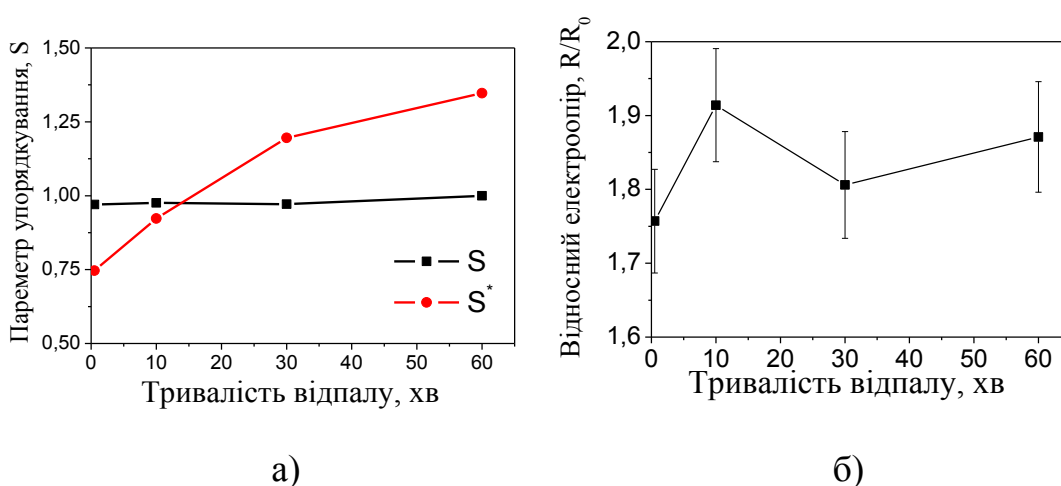 Пареметр упорядкування, S
1,50
1,25
1,00
0,75
0,50
S
S*
0 10 20 30 40 50 60
Тривалість відпалу, хв
а)
Відносний електроопір, R/R₀
2,0
1,9
1,8
1,7
1,6
0 10 20 30 40 50 60
Тривалість відпалу, хв
б)